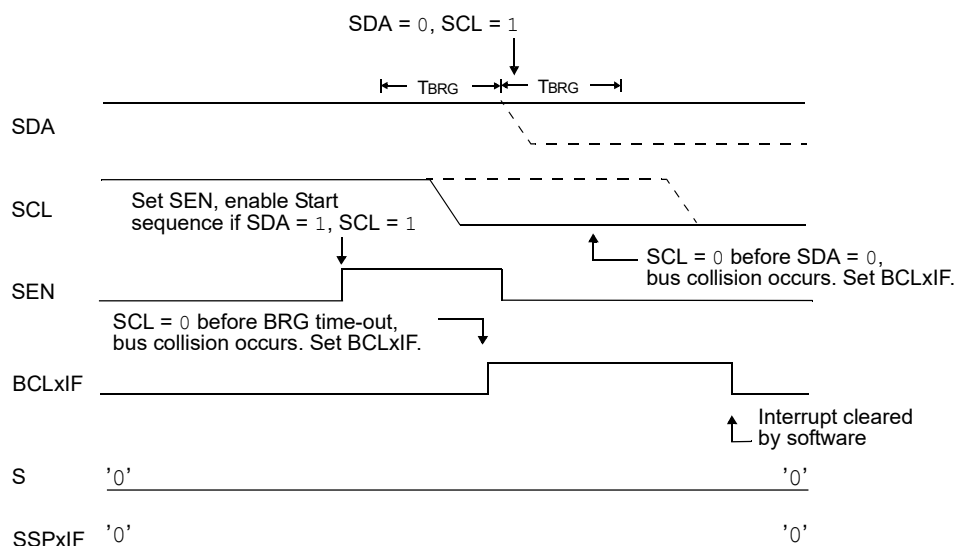 SDA = 0, SCL = 1
TBRG TBRG
SDA
SCL
Set SEN, enable Start
sequence if SDA = 1, SCL = 1
SCL = 0 before SDA = 0,
bus collision occurs. Set BCLxIF.
SEN
SCL = 0 before BRG time-out,
bus collision occurs. Set BCLxIF.
BCLxIF
Interrupt cleared
by software
S '0' '0'
SSPxIF '0' '0'